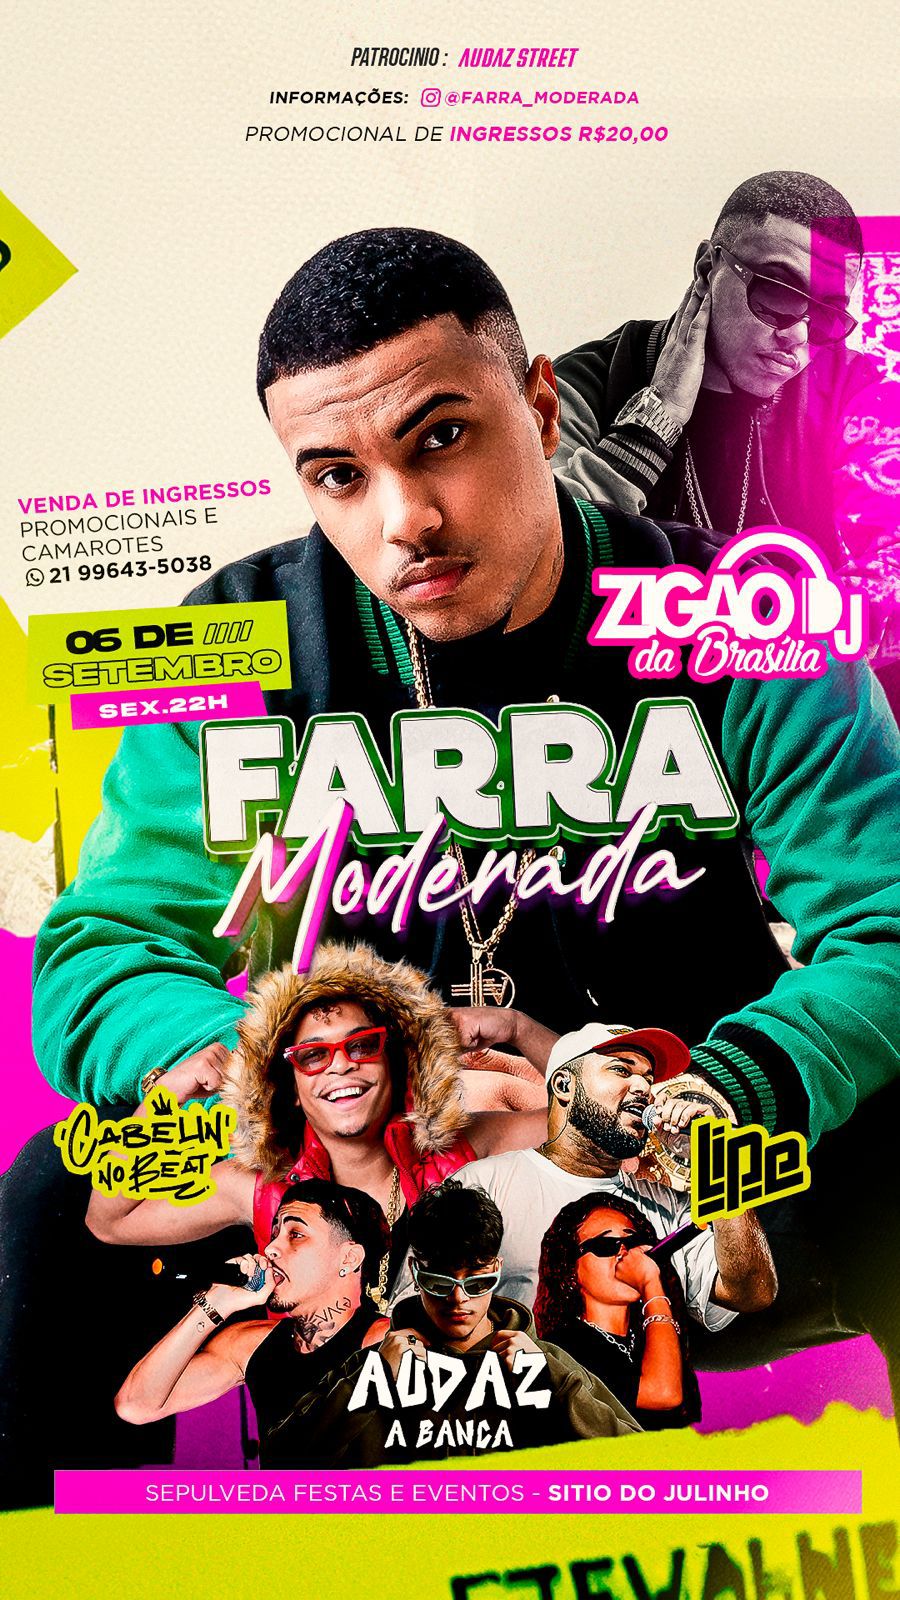 PATROCINIO : AUDAZ STREET
INFORMAÇÕES: @FARRA_MODERADA
PROMOCIONAL DE INGRESSOS R$20,00
VENDA DE INGRESSOS
PROMOCIONAIS E
CAMAROTES
21 99643-5038
06 DE ////
SETEMBRO
SEX.22H
ZIGAO DJ
da Brasília
FARRA
Moderada
'CABELIN'
NO BEAT
LIPE
AUDAZ
A BANCA
SEPULVEDA FESTAS E EVENTOS - SITIO DO JULINHO